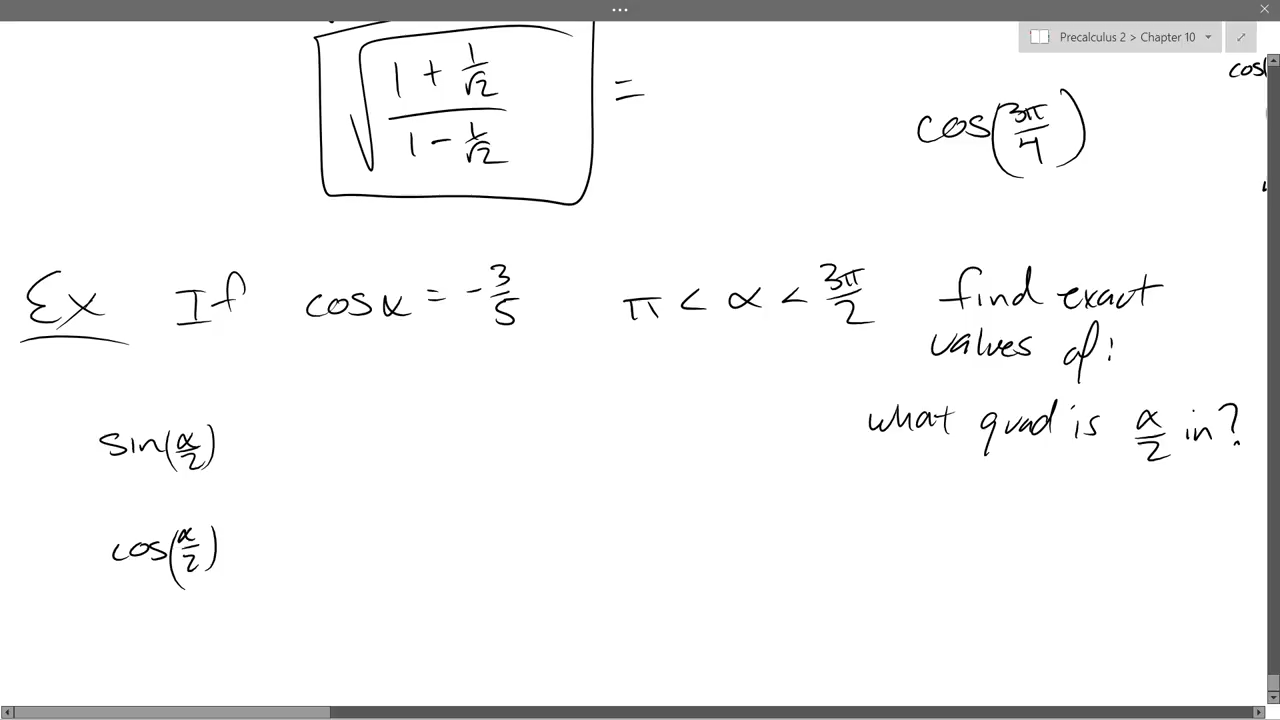 Precalculus 2 > Chapter 10
cos(
√((1 + 1/√2)/(1 - 1/√2)) =
cos(3π/4)
Ex If cosα = -3/5 π < α < 3π/2 find exact
values of:
what quad is α/2 in?
sin(α/2)
cos(α/2)